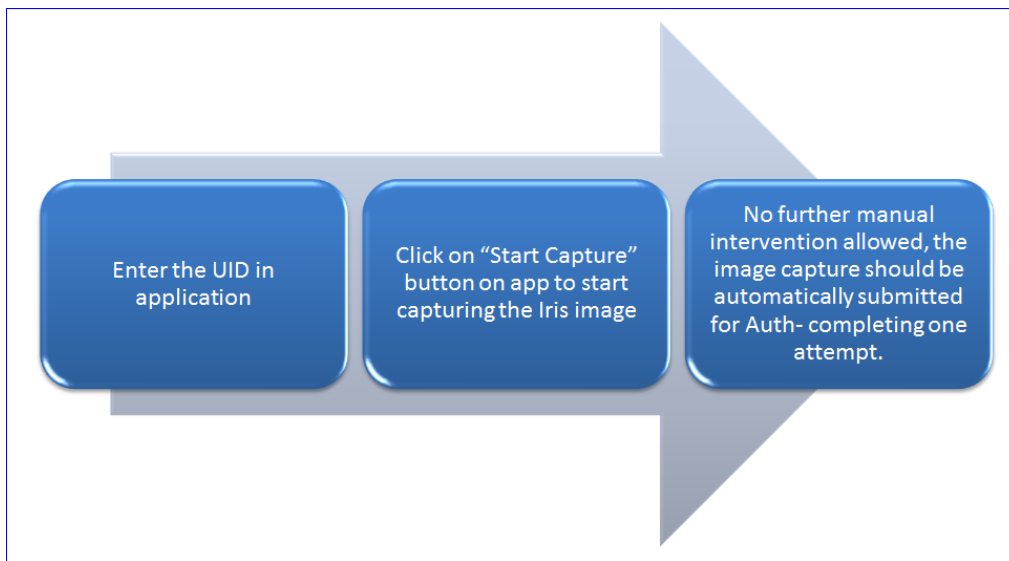 Enter the UID in
application
Click on “Start Capture”
button on app to start
capturing the Iris image
No further manual
intervention allowed, the
image capture should be
automatically submitted
for Auth- completing one
attempt.